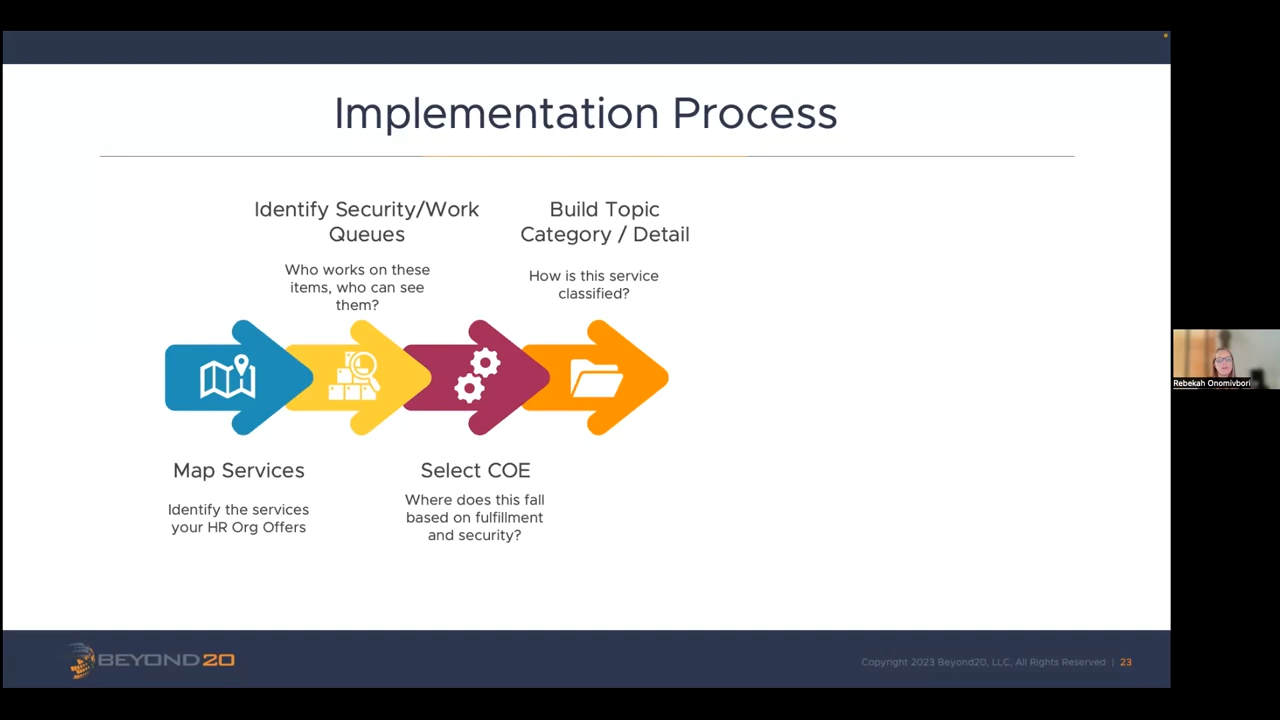 Implementation Process
Identify Security/Work
Queues
Who works on these
items, who can see
them?
Build Topic
Category / Detail
How is this service
classified?
Map Services
Identify the services
your HR Org Offers
Select COE
Where does this fall
based on fulfillment
and security?
Rebekah Onomivbori
BEYOND20
Copyright 2023 Beyond20, LLC, All Rights Reserved | 23